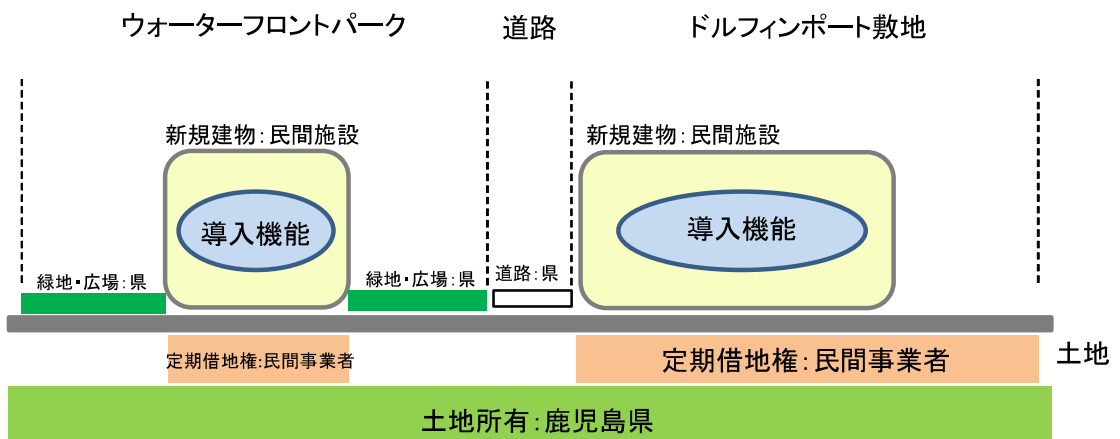 ウォーターフロントパーク
道路
ドルフィンポート敷地
新規建物：民間施設
新規建物：民間施設
導入機能
導入機能
緑地・広場：県
緑地・広場：県
道路：県
定期借地権：民間事業者
定期借地権：民間事業者
土地
土地所有：鹿児島県